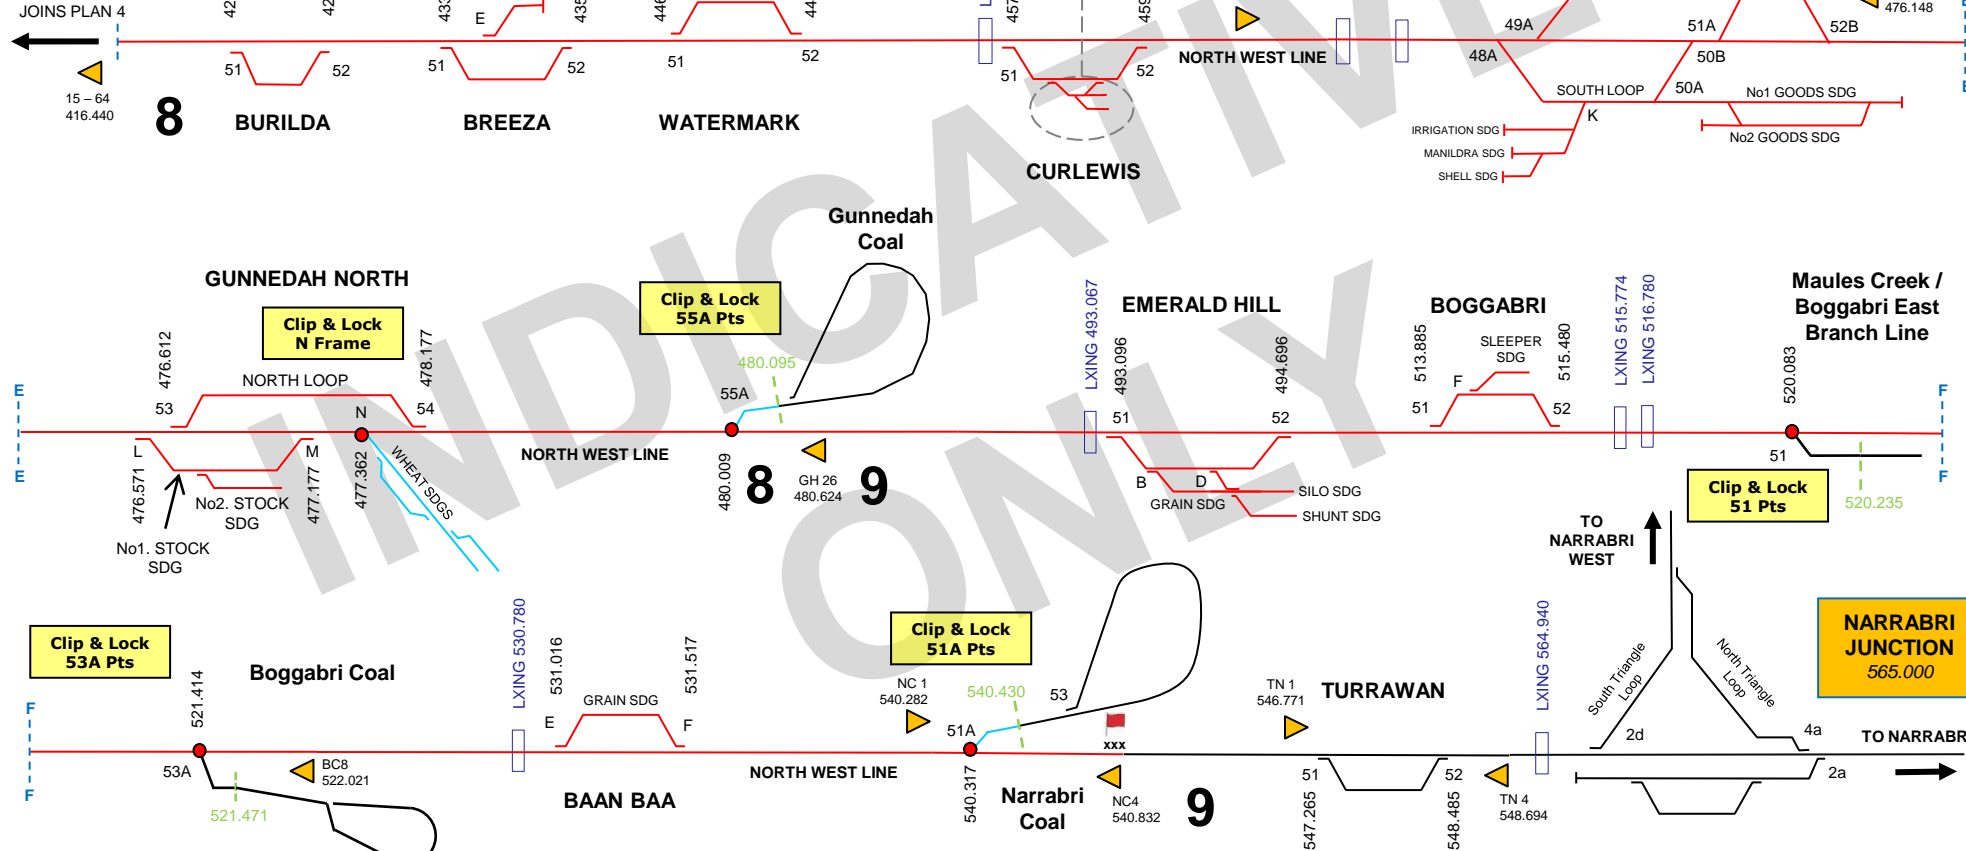 JOINS PLAN 4
15 – 64
416.440
8
51
52
BURILDA
E
51
52
BREEZA
51
52
WATERMARK
51
52
CURLEWIS
NORTH WEST LINE
476.148
49A
48A
51A
52B
50B
50A
SOUTH LOOP
No1 GOODS SDG
No2 GOODS SDG
K
IRRIGATION SDG
MANILDRA SDG
SHELL SDG
INDICATIVE
ONLY
GUNNEDAH NORTH
Clip & Lock
N Frame
476.612
478.177
NORTH LOOP
53
54
N
E
E
L
M
476.571
477.177
477.362
No2. STOCK
SDG
No1. STOCK
SDG
WHEAT SDGS
NORTH WEST LINE
Clip & Lock
55A Pts
480.095
55A
480.009
Gunnedah
Coal
8
GH 26
480.624
9
LXING 493.067
493.096
EMERALD HILL
494.696
51
52
B
D
GRAIN SDG
SILO SDG
SHUNT SDG
BOGGABRI
513.885
515.480
SLEEPER
SDG
F
51
52
LXING 515.774
LXING 516.780
Maules Creek /
Boggabri East
Branch Line
520.083
51
Clip & Lock
51 Pts
520.235
F
F
Clip & Lock
53A Pts
F
F
521.414
53A
521.471
Boggabri Coal
BC8
522.021
LXING 530.780
531.016
531.517
GRAIN SDG
E
F
BAAN BAA
NORTH WEST LINE
Clip & Lock
51A Pts
NC 1
540.282
540.430
51A
53
540.317
xxx
Narrabri
Coal
NC4
540.832
9
TN 1
546.771
TURRAWAN
51
52
547.265
548.485
TN 4
548.694
LXING 564.940
TO
NARRABRI
WEST
South Triangle
Loop
North Triangle
Loop
2d
4a
2a
NARRABRI
JUNCTION
565.000